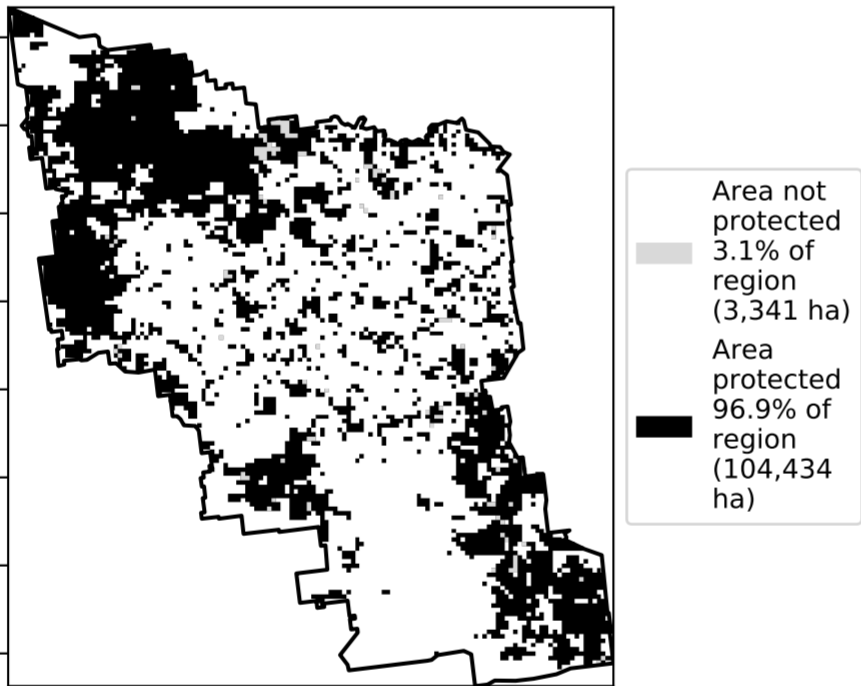 Area not
protected
3.1% of
region
(3,341 ha)
Area
protected
96.9% of
region
(104,434
ha)